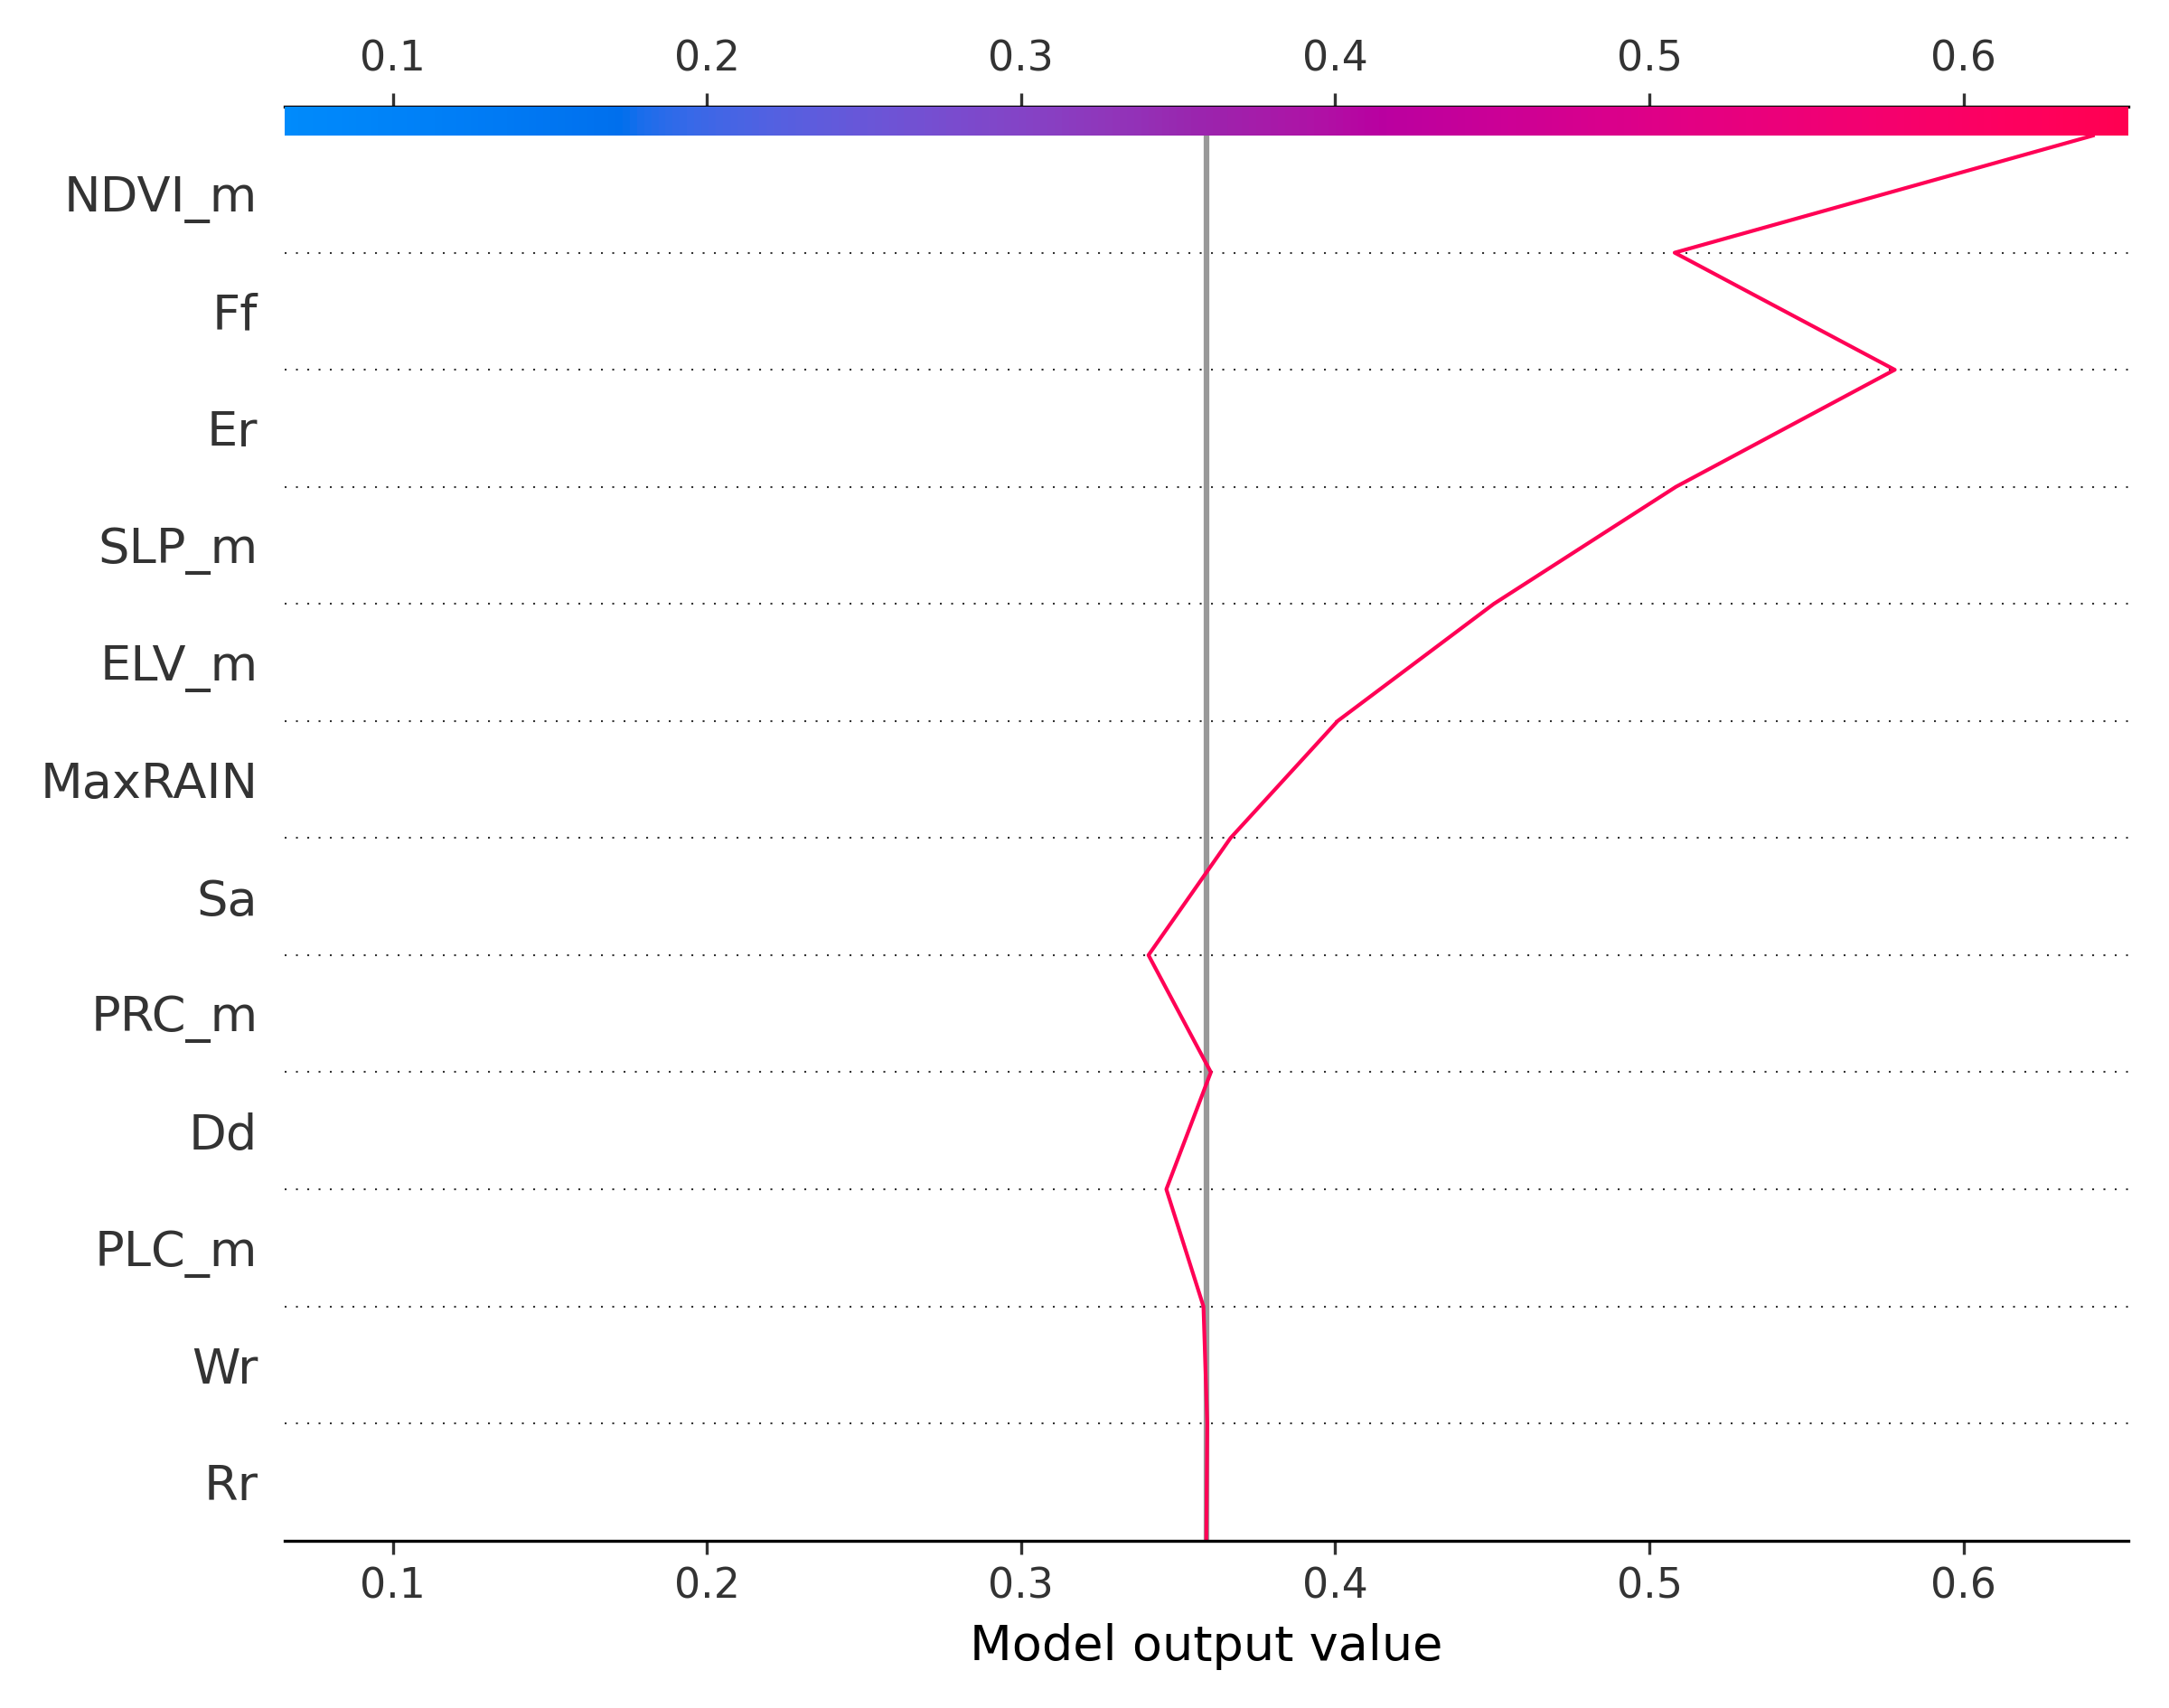 0.1 0.2 0.3 0.4 0.5 0.6
NDVI_m
Ff
Er
SLP_m
ELV_m
MaxRAIN
Sa
PRC_m
Dd
PLC_m
Wr
Rr
0.1 0.2 0.3 0.4 0.5 0.6
Model output value